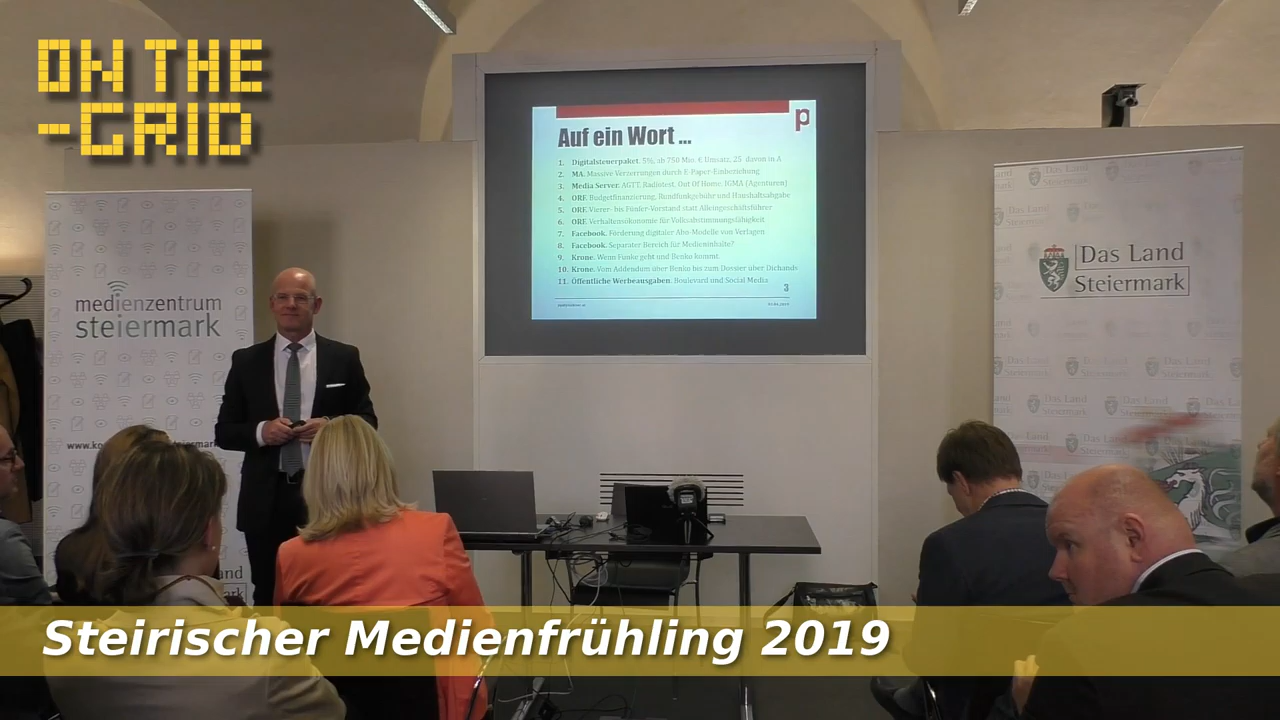 ON THE
-GRID
Auf ein Wort ...
1. Digitalsteuerpaket. 5%, ab 750 Mio. € Umsatz, 25 davon in A
2. MA. Massive Verzerrungen durch E-Paper-Einbeziehung
3. Media Server. AGTT, Radiotest, Out Of Home, IGMA (Agenturen)
4. ORF. Budgetfinanzierung, Rundfunkgebühr und Haushaltsabgabe
5. ORF. Vierer- bis Fünfer-Vorstand statt Alleingeschäftsführer
6. ORF. Verhaltensökonomie für Volksabstimmungsfähigkeit
7. Facebook. Förderung digitaler Abo-Modelle von Verlagen
8. Facebook. Separater Bereich für Medieninhalte?
9. Krone. Wenn Funke geht und Benko kommt.
10. Krone. Vom Addendum über Benko bis zum Dossier über Dichands
11. Öffentliche Werbeausgaben. Boulevard und Social Media
3
medienzentrum
steiermark
Das Land
Steiermark
Steirischer Medienfrühling 2019